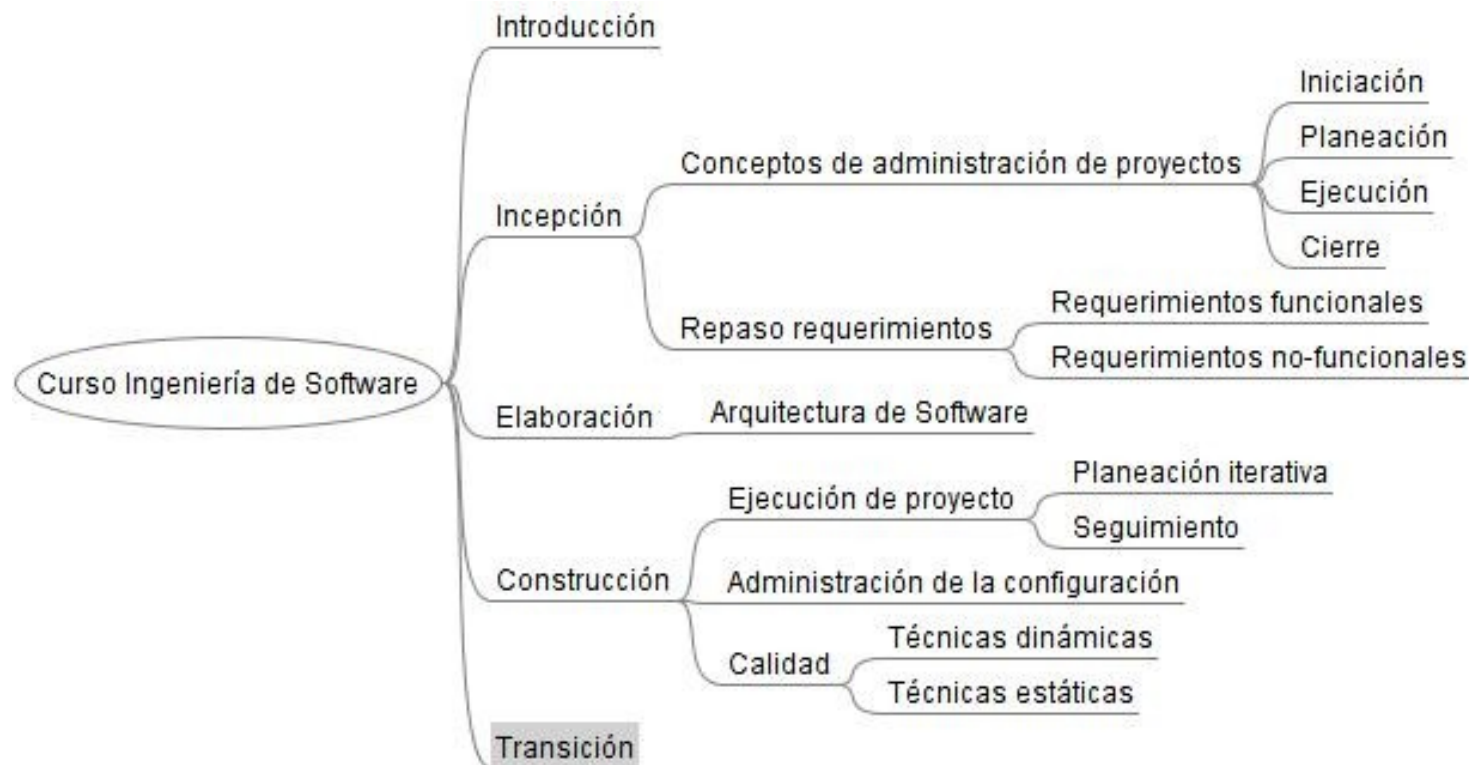 Curso Ingeniería de Software
Introducción
Incepción
Conceptos de administración de proyectos
Iniciación
Planeación
Ejecución
Cierre
Repaso requerimientos
Requerimientos funcionales
Requerimientos no-funcionales
Elaboración
Arquitectura de Software
Construcción
Ejecución de proyecto
Planeación iterativa
Seguimiento
Administración de la configuración
Calidad
Técnicas dinámicas
Técnicas estáticas
Transición